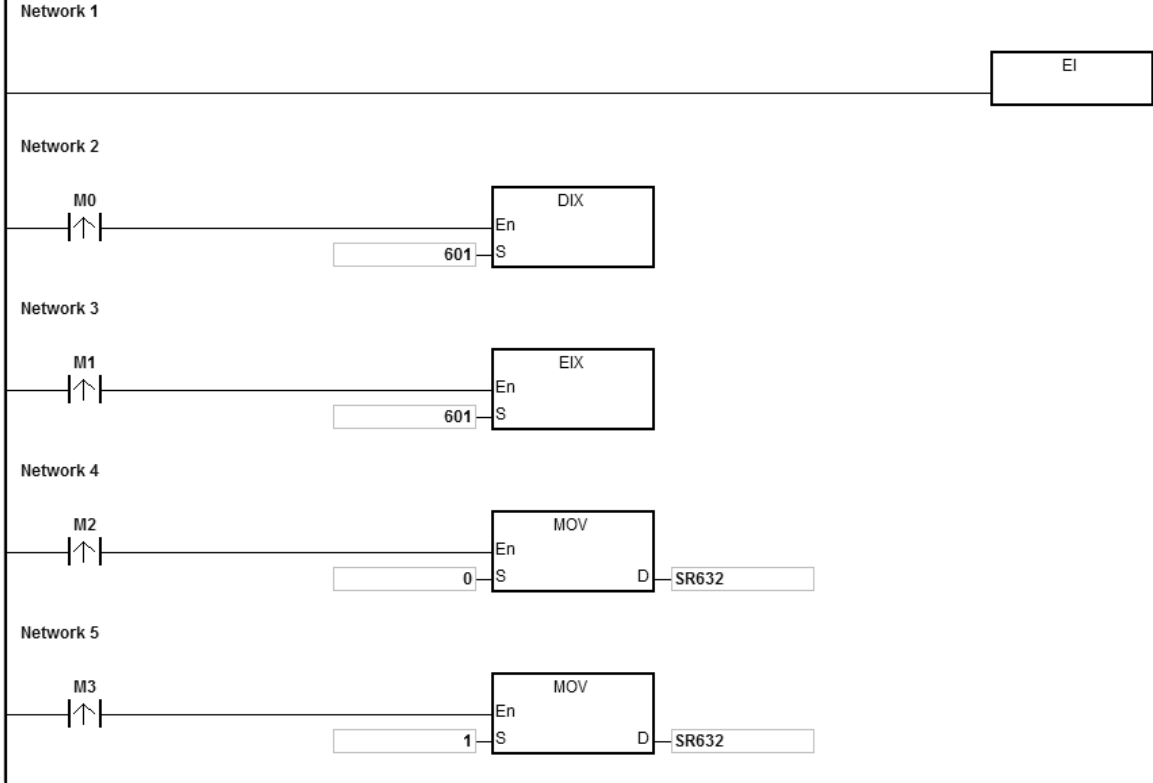 Network 1
EI
Network 2
M0
DIX
En
601 S
Network 3
M1
EIX
En
601 S
Network 4
M2
MOV
En
0 S D SR632
Network 5
M3
MOV
En
1 S D SR632